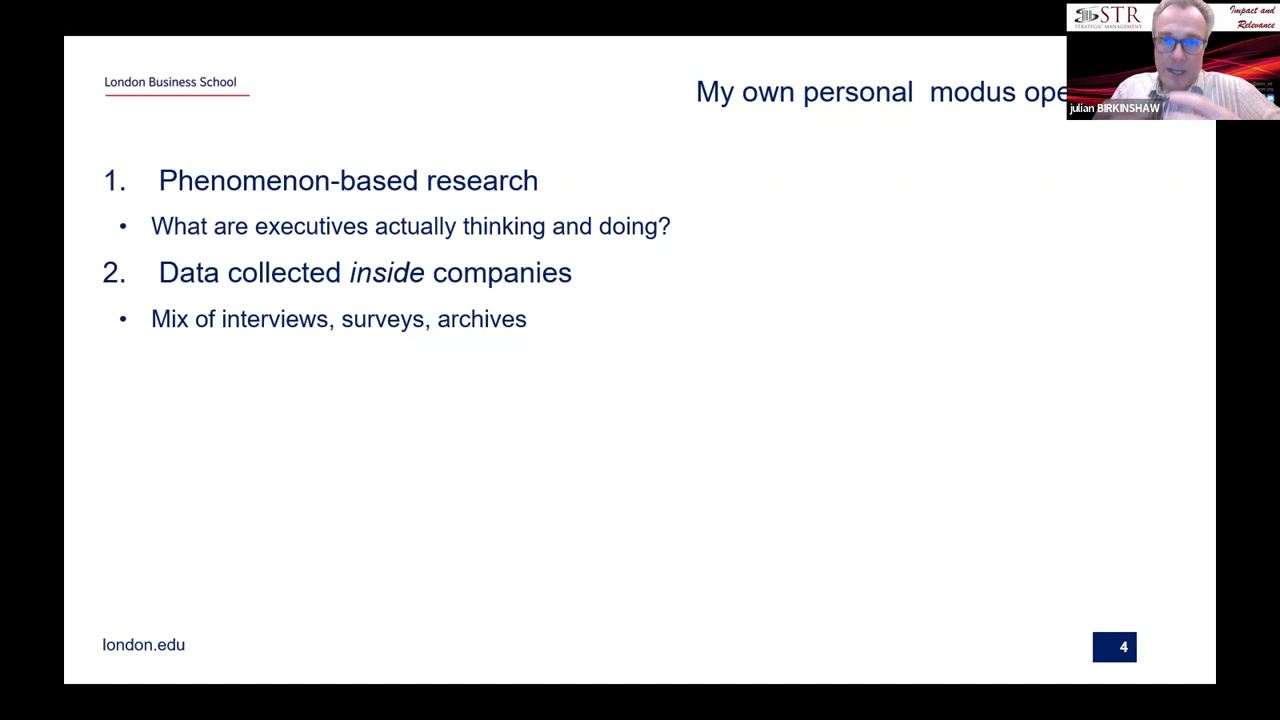 London Business School
My own personal modus ope
STR
STRATEGIC MANAGEMENT
Impact and
Relevance
julian BIRKINSHAW
1. Phenomenon-based research
• What are executives actually thinking and doing?
2. Data collected inside companies
• Mix of interviews, surveys, archives
london.edu
4